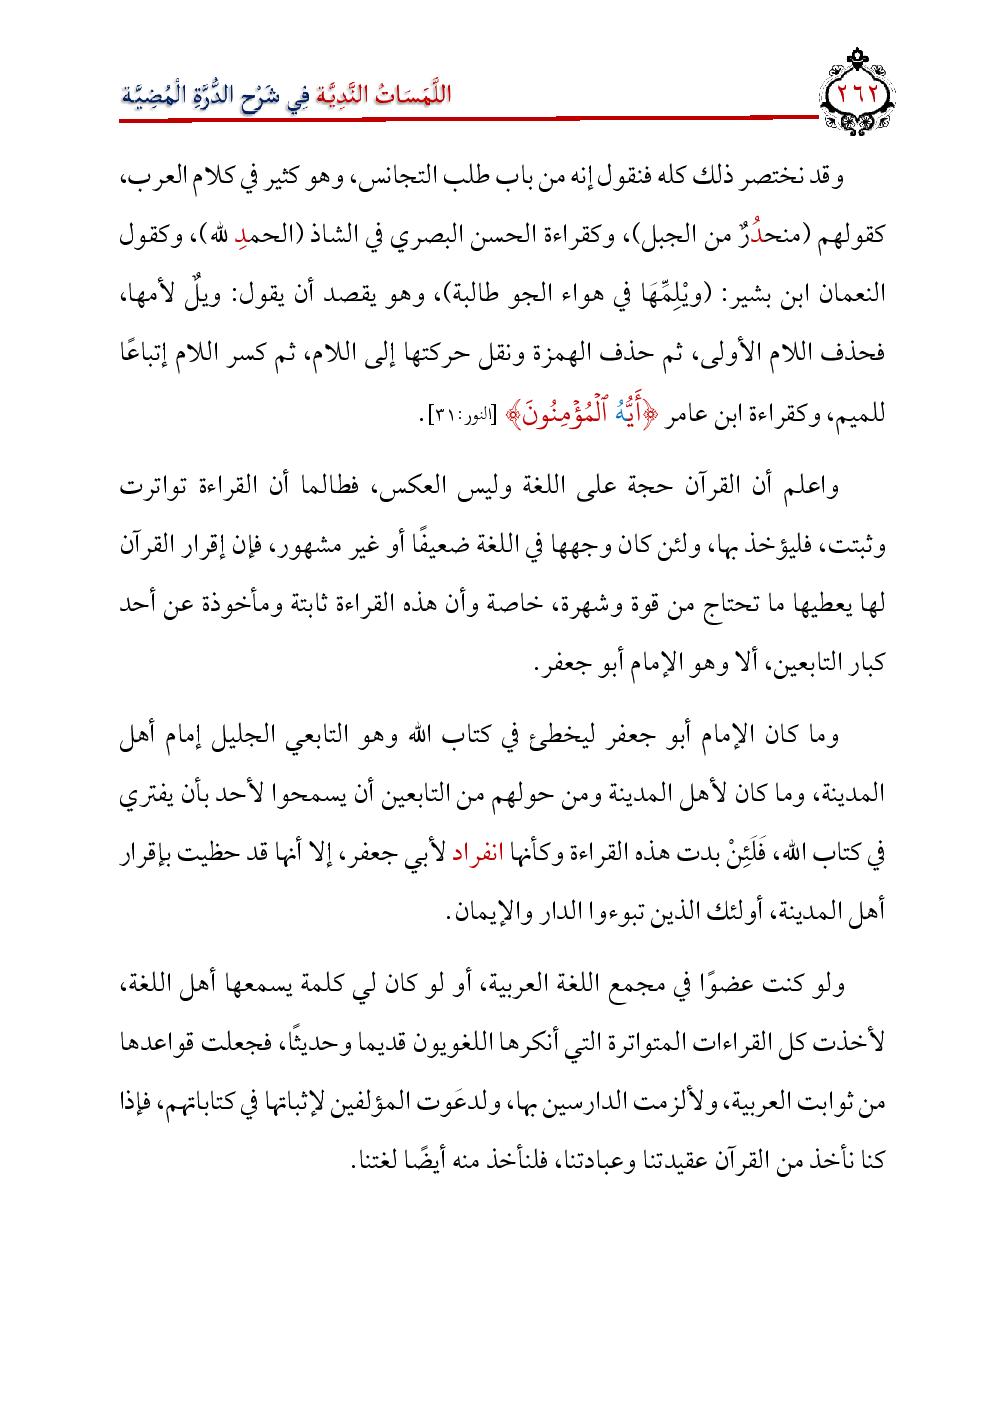 ٢٦٢
اللَّمَسَاتُ النَّدِيَّة فِي شَرْح الدُّرَّةِ الْمُضِيَّة
وقد نختصر ذلك كله فنقول إنه من باب طلب التجانس، وهو كثير في كلام العرب،
كقولهم (منحدُرٌ من الجبل)، وكقراءة الحسن البصري في الشاذ (الحمدِ لله)، وكقول
النعمان ابن بشير: (ويْلِمِّهَا في هواء الجو طالبة)، وهو يقصد أن يقول: ويلٌ لأمها،
فحذف اللام الأولى، ثم حذف الهمزة ونقل حركتها إلى اللام، ثم كسر اللام إتباعًا
للميم، وكقراءة ابن عامر ﴿أَيُّهُ ٱلْمُؤْمِنُونَ﴾ [النور:٣١].
واعلم أن القرآن حجة على اللغة وليس العكس، فطالما أن القراءة تواترت
وثبتت، فليؤخذ بها، ولئن كان وجهها في اللغة ضعيفًا أو غير مشهور، فإن إقرار القرآن
لها يعطيها ما تحتاج من قوة وشهرة، خاصة وأن هذه القراءة ثابتة ومأخوذة عن أحد
كبار التابعين، ألا وهو الإمام أبو جعفر.
وما كان الإمام أبو جعفر ليخطئ في كتاب الله وهو التابعي الجليل إمام أهل
المدينة، وما كان لأهل المدينة ومن حولهم من التابعين أن يسمحوا لأحد بأن يفتري
في كتاب الله، فَلَئِنْ بدت هذه القراءة وكأنها انفراد لأبي جعفر، إلا أنها قد حظيت بإقرار
أهل المدينة، أولئك الذين تبوءوا الدار والإيمان.
ولو كنت عضوًا في مجمع اللغة العربية، أو لو كان لي كلمة يسمعها أهل اللغة،
لأخذت كل القراءات المتواترة التي أنكرها اللغويون قديما وحديثًا، فجعلت قواعدها
من ثوابت العربية، ولألزمت الدارسين بها، ولدعَوت المؤلفين لإثباتها في كتاباتهم، فإذا
كنا نأخذ من القرآن عقيدتنا وعبادتنا، فلنأخذ منه أيضًا لغتنا.